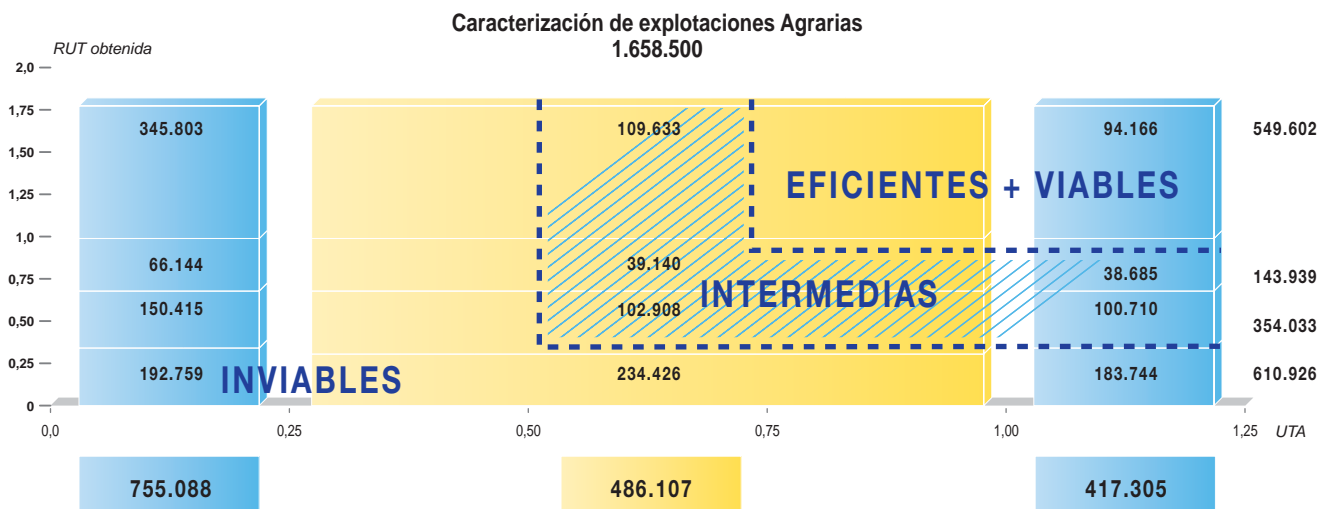 Caracterización de explotaciones Agrarias
1.658.500
RUT obtenida
2,0
1,75
345.803 109.633 94.166 549.602
1,50
EFICIENTES + VIABLES
1,25
1,0
66.144 39.140 38.685 143.939
0,75
INTERMEDIAS
150.415 102.908 100.710 354.033
0,50
0,25
192.759 INVIABLES 234.426 183.744 610.926
0
0,0 0,25 0,50 0,75 1,00 1,25 UTA
755.088 486.107 417.305